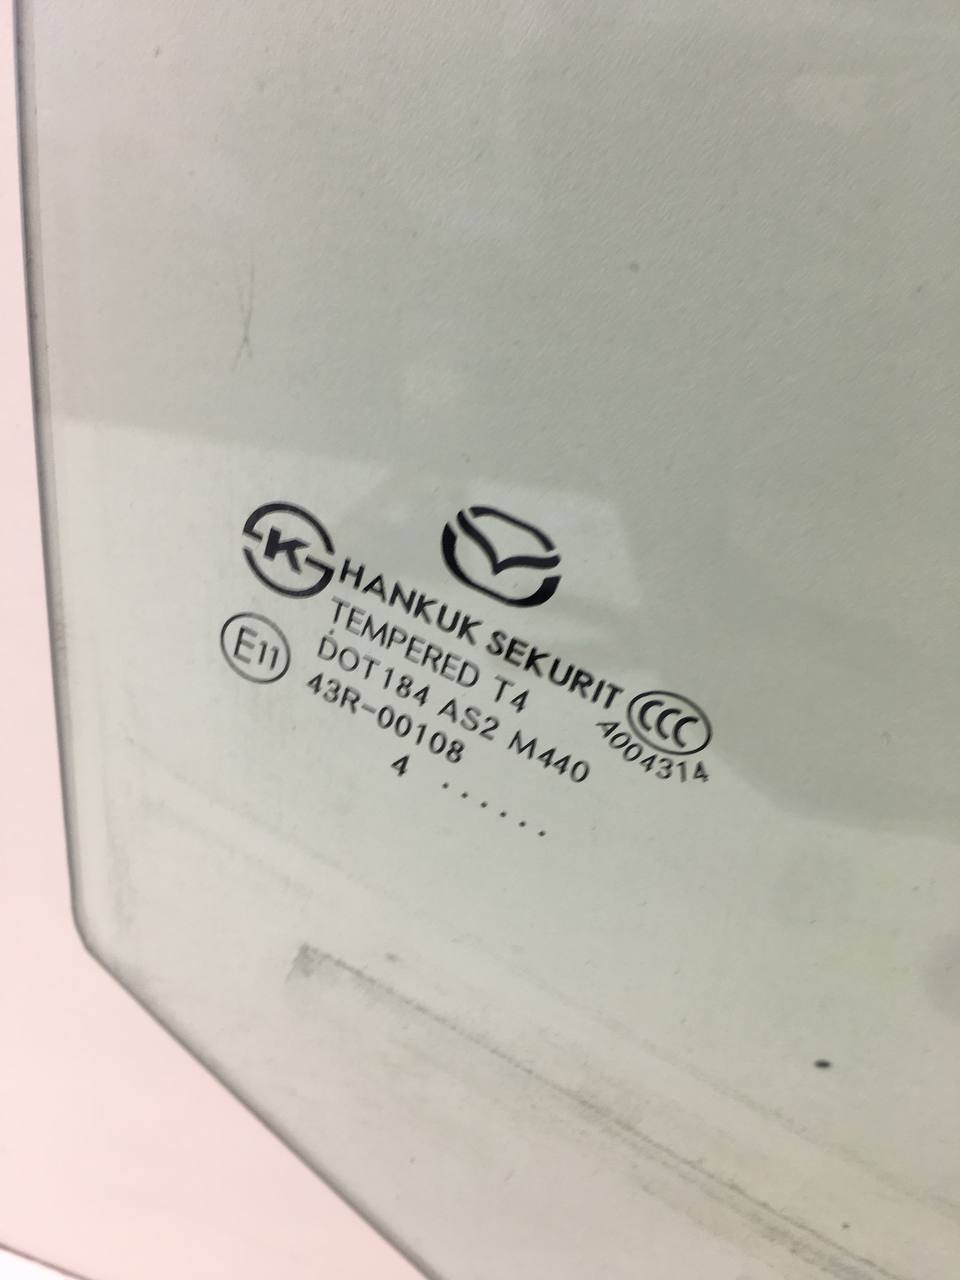 K
HANKUK SEKURIT
CCC
TEMPERED T4
A004314
E11
DOT184 AS2 M440
43R-00108
4 ......